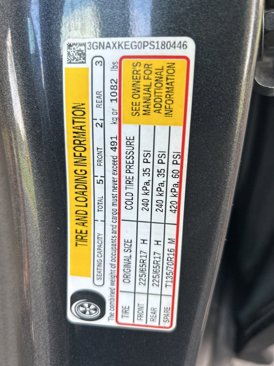 3GNAXKEG0PS180446
TIRE AND LOADING INFORMATION
SEATING CAPACITY TOTAL 5 FRONT 2 REAR 3
The combined weight of occupants and cargo must never exceed 491 kg or 1082 lbs
TIRE ORIGINAL SIZE COLD TIRE PRESSURE
FRONT 225/65R17 H 240 kPa, 35 PSI
REAR 225/65R17 H 240 kPa, 35 PSI
SPARE T135/70R16 M 420 kPa, 60 PSI
SEE OWNER'S
MANUAL FOR
ADDITIONAL
INFORMATION